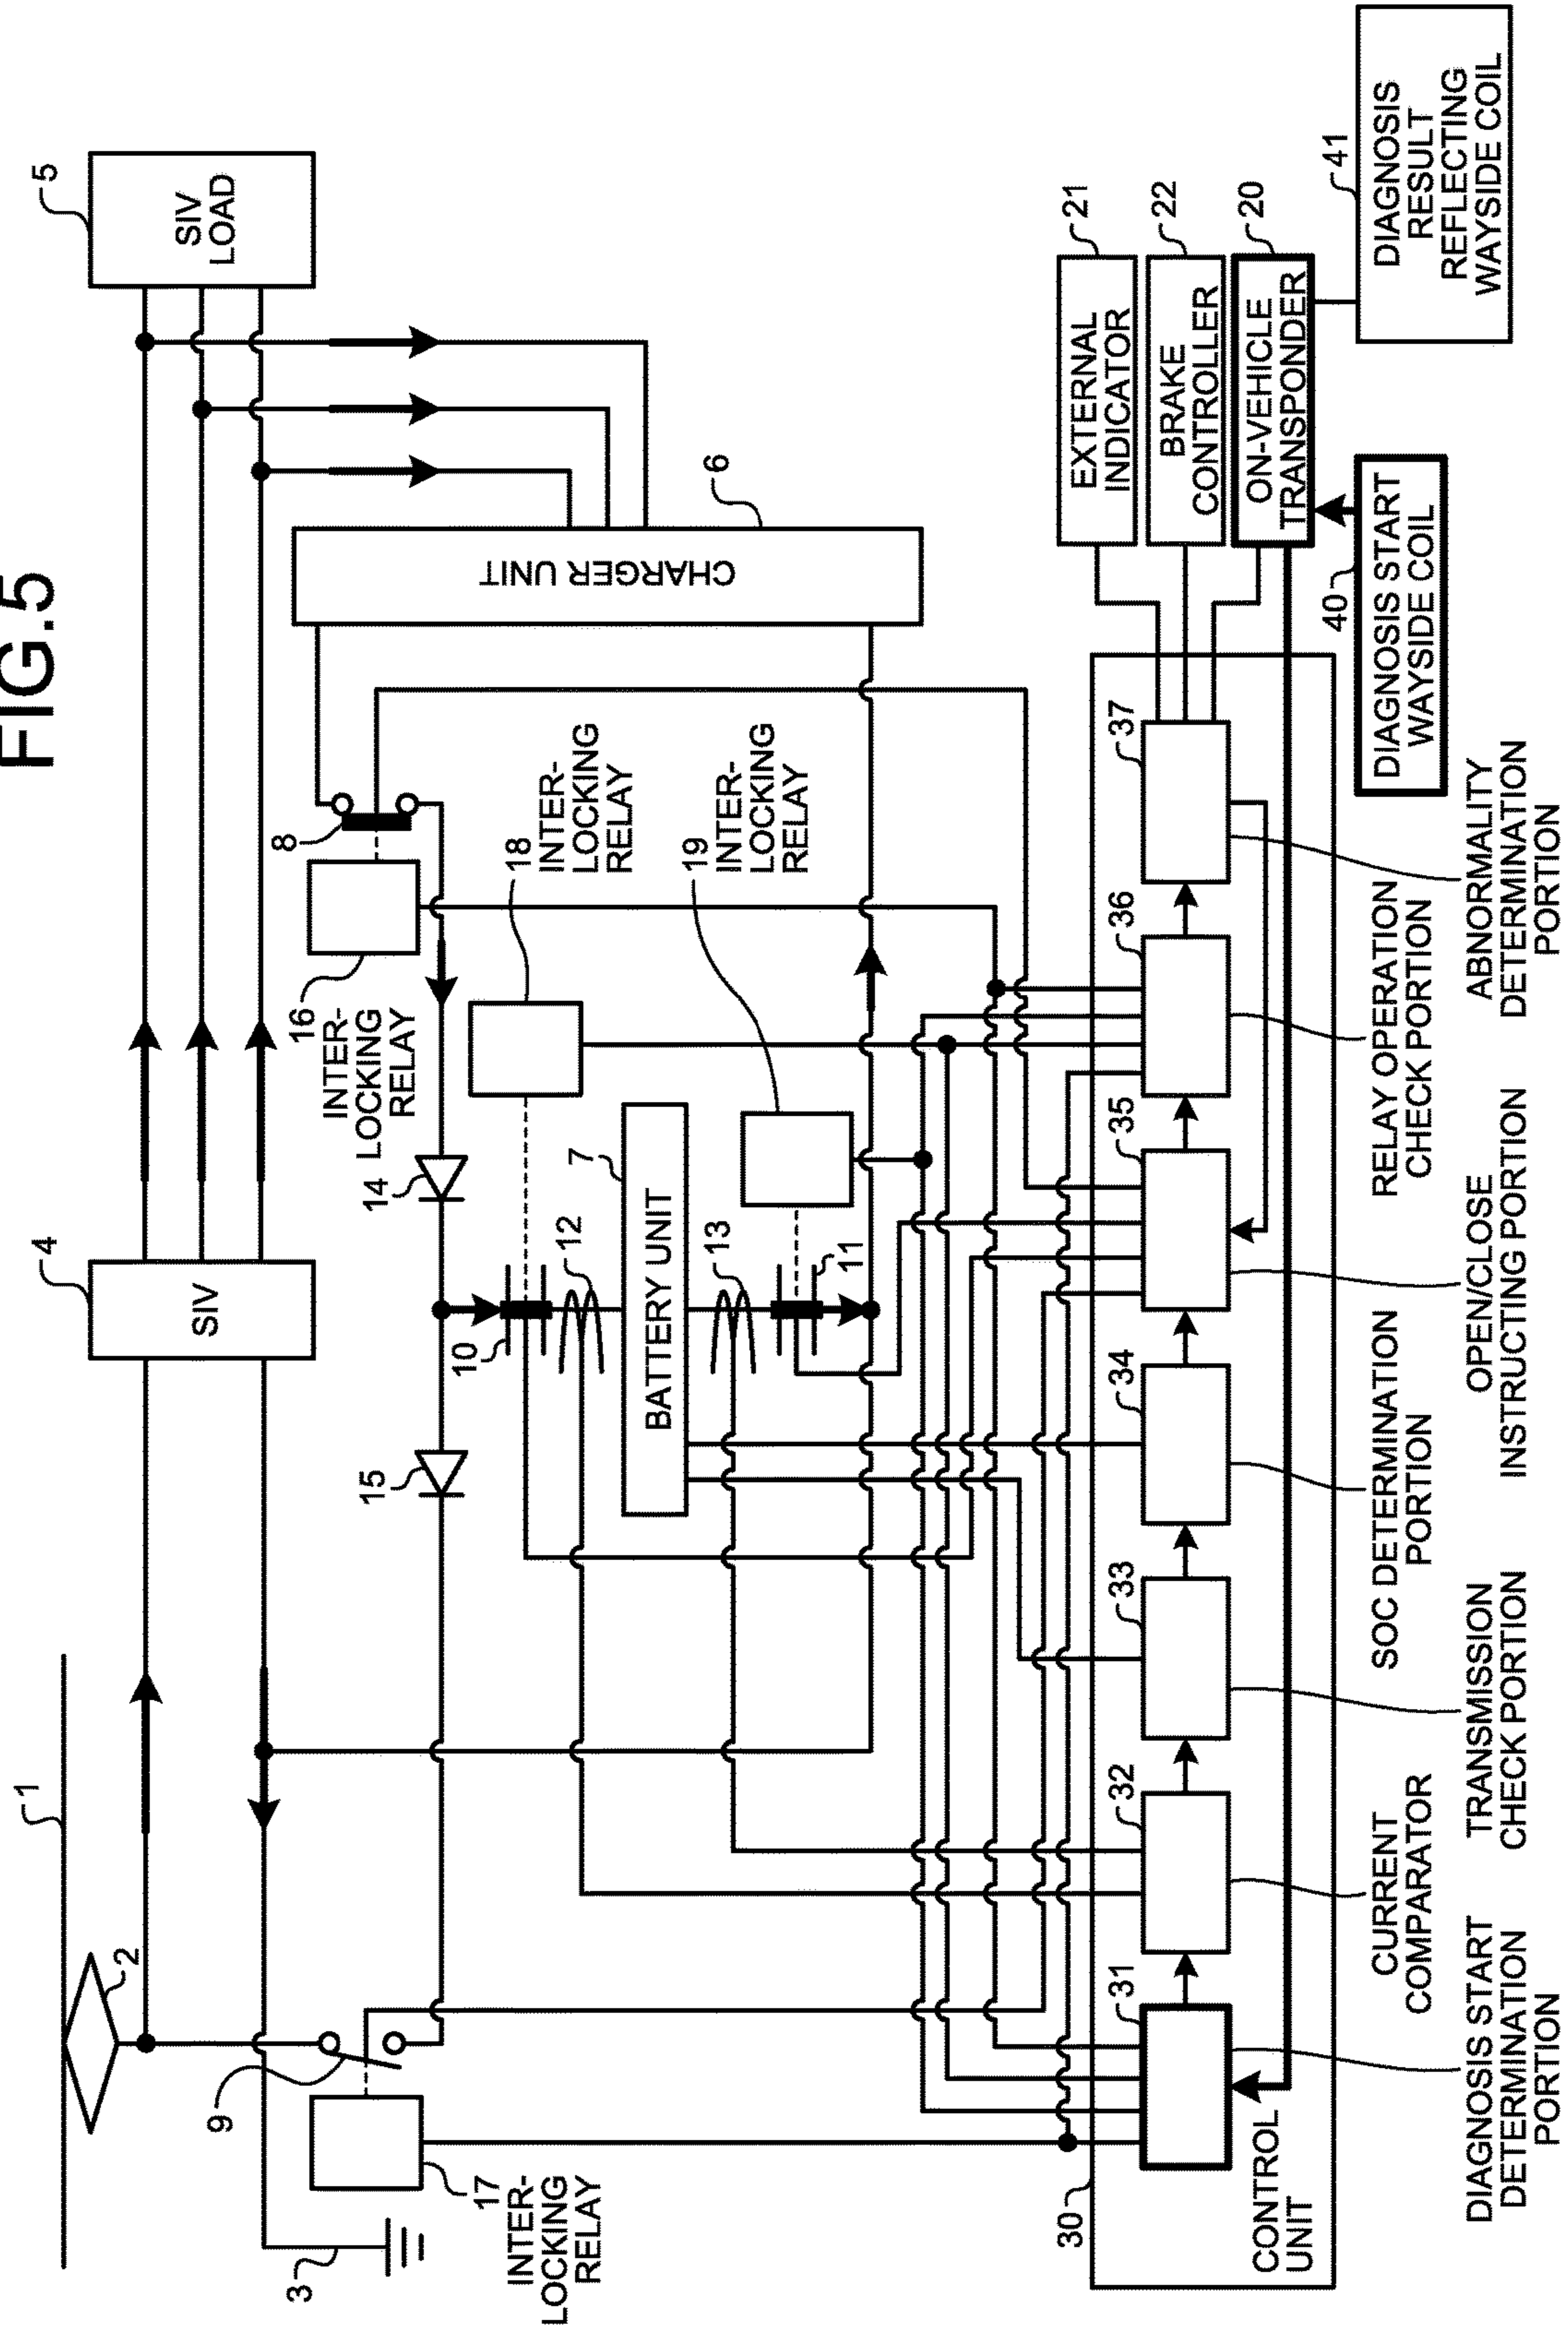 FIG.5
1
2
3
4
SIV
5
SIV
LOAD
6
CHARGER UNIT
8
9
16
INTER-
LOCKING
RELAY
17
INTER-
LOCKING
RELAY
18
INTER-
LOCKING
RELAY
19
INTER-
LOCKING
RELAY
14
15
10
12
7
BATTERY UNIT
13
11
21
EXTERNAL
INDICATOR
22
BRAKE
CONTROLLER
20
ON-VEHICLE
TRANSPONDER
41
DIAGNOSIS
RESULT
REFLECTING
WAYSIDE COIL
40
DIAGNOSIS START
WAYSIDE COIL
30
CONTROL
UNIT
31
32
33
34
35
36
37
DIAGNOSIS START
DETERMINATION
PORTION
CURRENT
COMPARATOR
TRANSMISSION
CHECK PORTION
SOC DETERMINATION
PORTION
OPEN/CLOSE
INSTRUCTING PORTION
RELAY OPERATION
CHECK PORTION
ABNORMALITY
DETERMINATION
PORTION